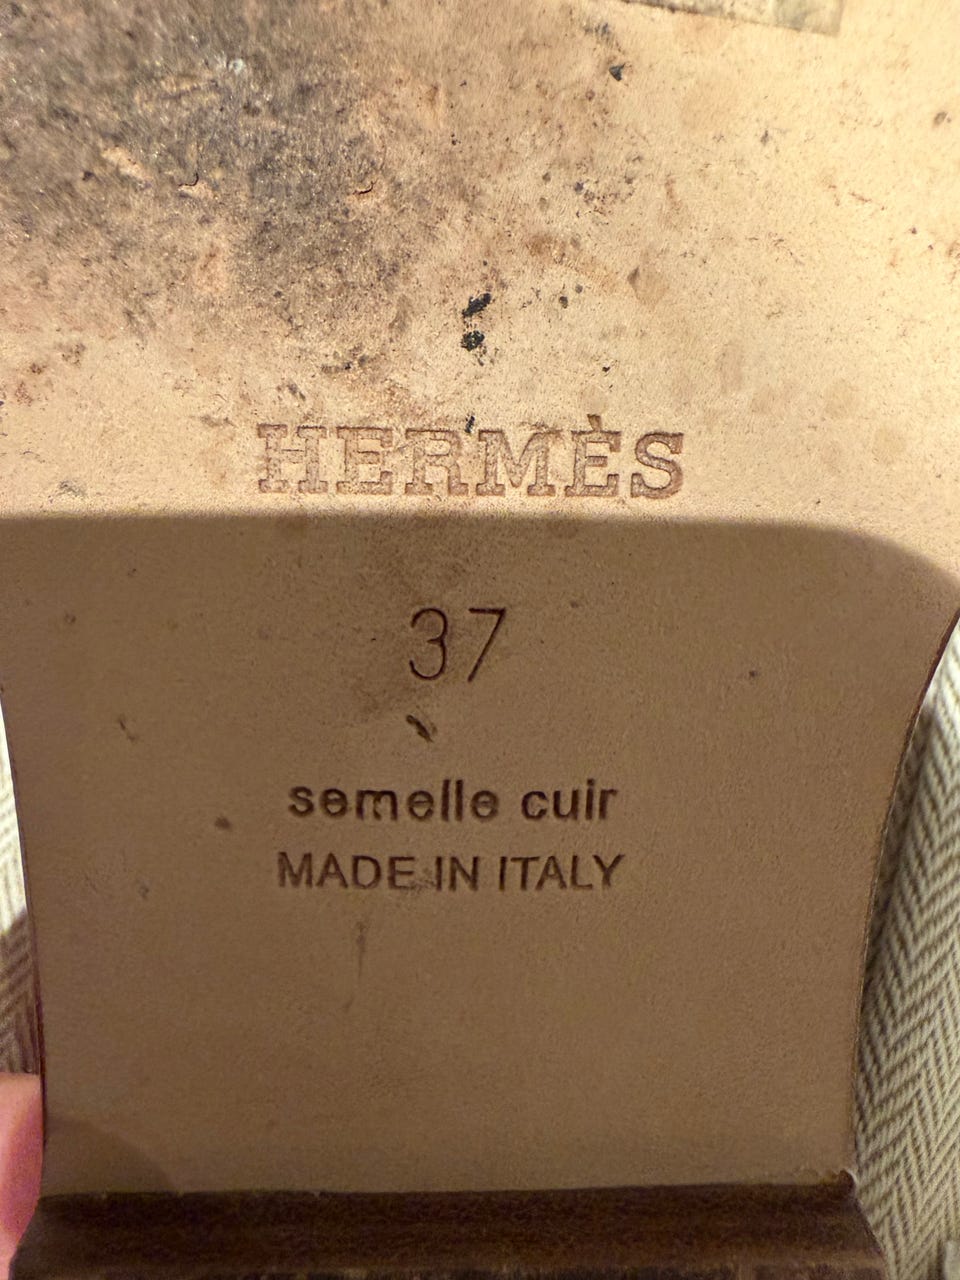 HERMÈS
37
semelle cuir
MADE IN ITALY